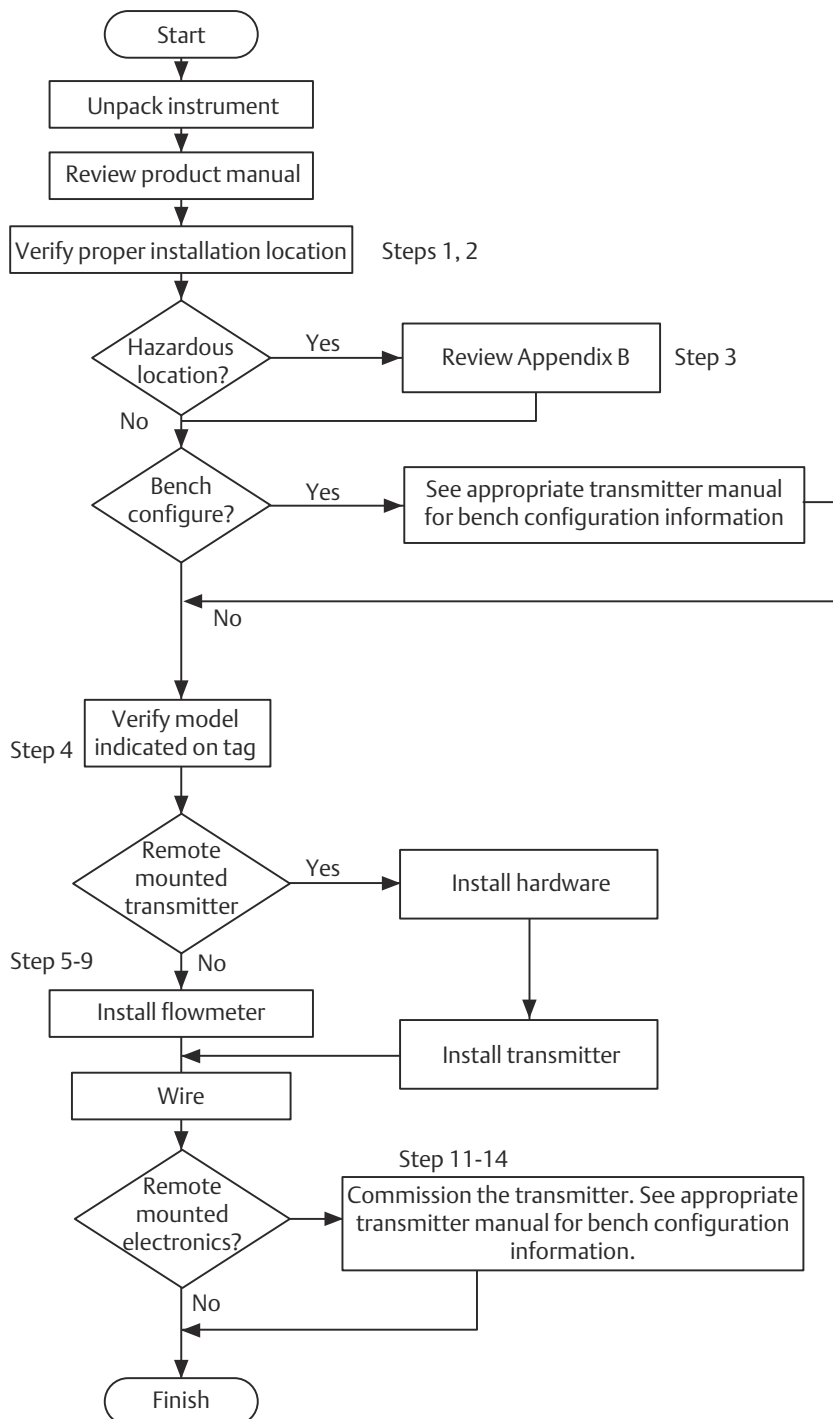 Start
Unpack instrument
Review product manual
Verify proper installation location
Steps 1, 2
Hazardous
location?
Yes
Review Appendix B
Step 3
No
Bench
configure?
Yes
See appropriate transmitter manual
for bench configuration information
No
Verify model
indicated on tag
Step 4
Remote
mounted
transmitter
Yes
Install hardware
Step 5-9
No
Install flowmeter
Install transmitter
Wire
Step 11-14
Remote
mounted
electronics?
Commission the transmitter. See appropriate
transmitter manual for bench configuration
information.
No
Finish